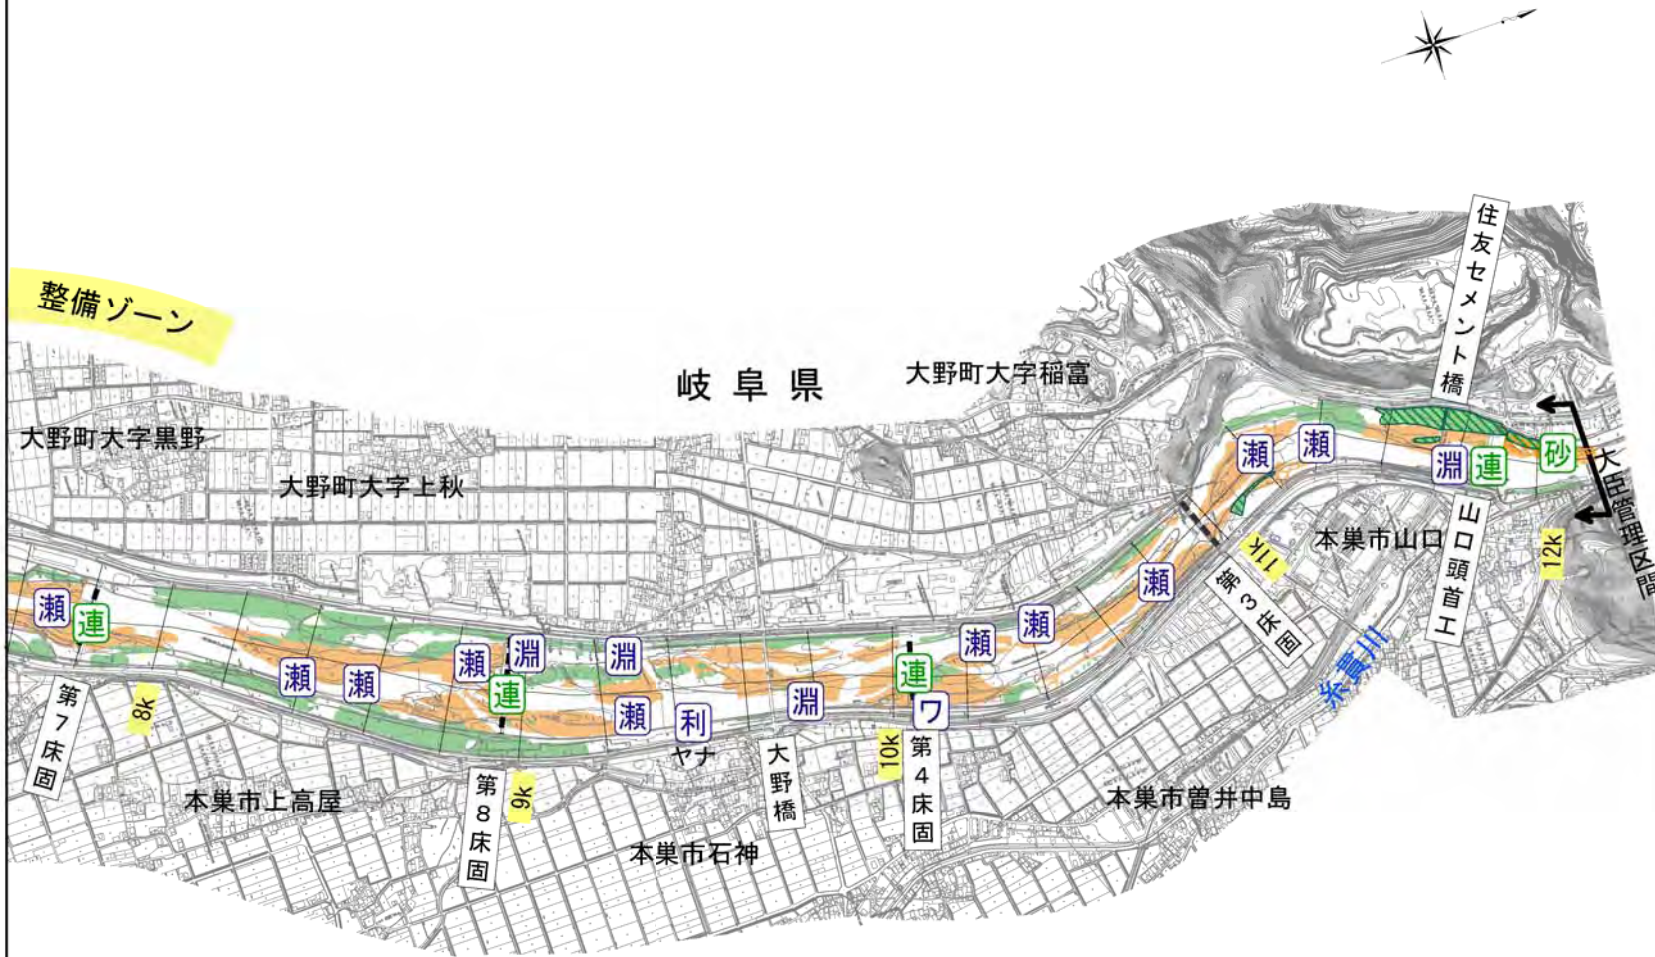 整備ゾーン
岐阜県
大野町大字稲富
住友セメント橋
大野町大字黒野
大野町大字上秋
瀬
瀬
淵
連
砂
大臣管理区間
本巣市山口
山口頭首工
12k
11k
第3床固
糸貫川
瀬
連
瀬
瀬
瀬
淵
連
淵
瀬
利
ヤナ
淵
連
ワ
瀬
瀬
瀬
第7床固
8k
本巣市上高屋
第8床固
9k
大野橋
10k
第4床固
本巣市石神
本巣市曽井中島